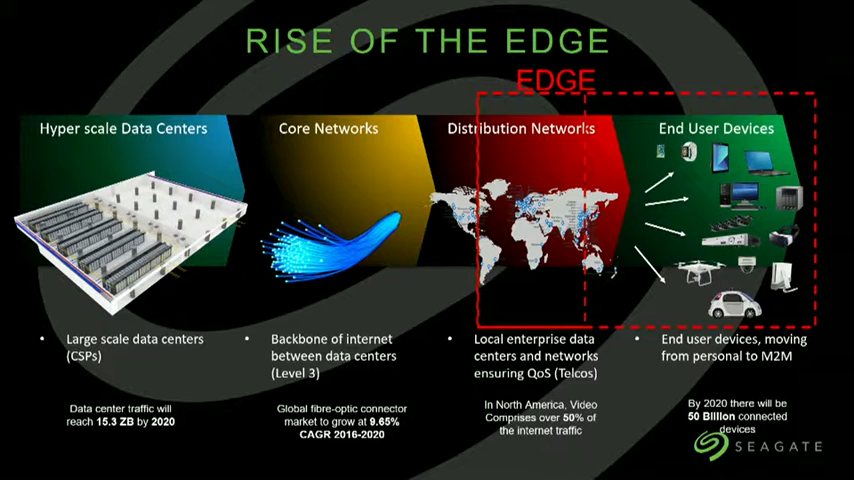 RISE OF THE EDGE
EDGE
Hyper scale Data Centers
Core Networks
Distribution Networks
End User Devices
• Large scale data centers
(CSPs)
• Backbone of internet
between data centers
(Level 3)
• Local enterprise data
centers and networks
ensuring QoS (Telcos)
• End user devices, moving
from personal to M2M
Data center traffic will
reach 15.3 ZB by 2020
Global fibre-optic connector
market to grow at 9.65%
CAGR 2016-2020
In North America, Video
Comprises over 50% of
the internet traffic
By 2020 there will be
50 Billion connected
devices
SEAGATE